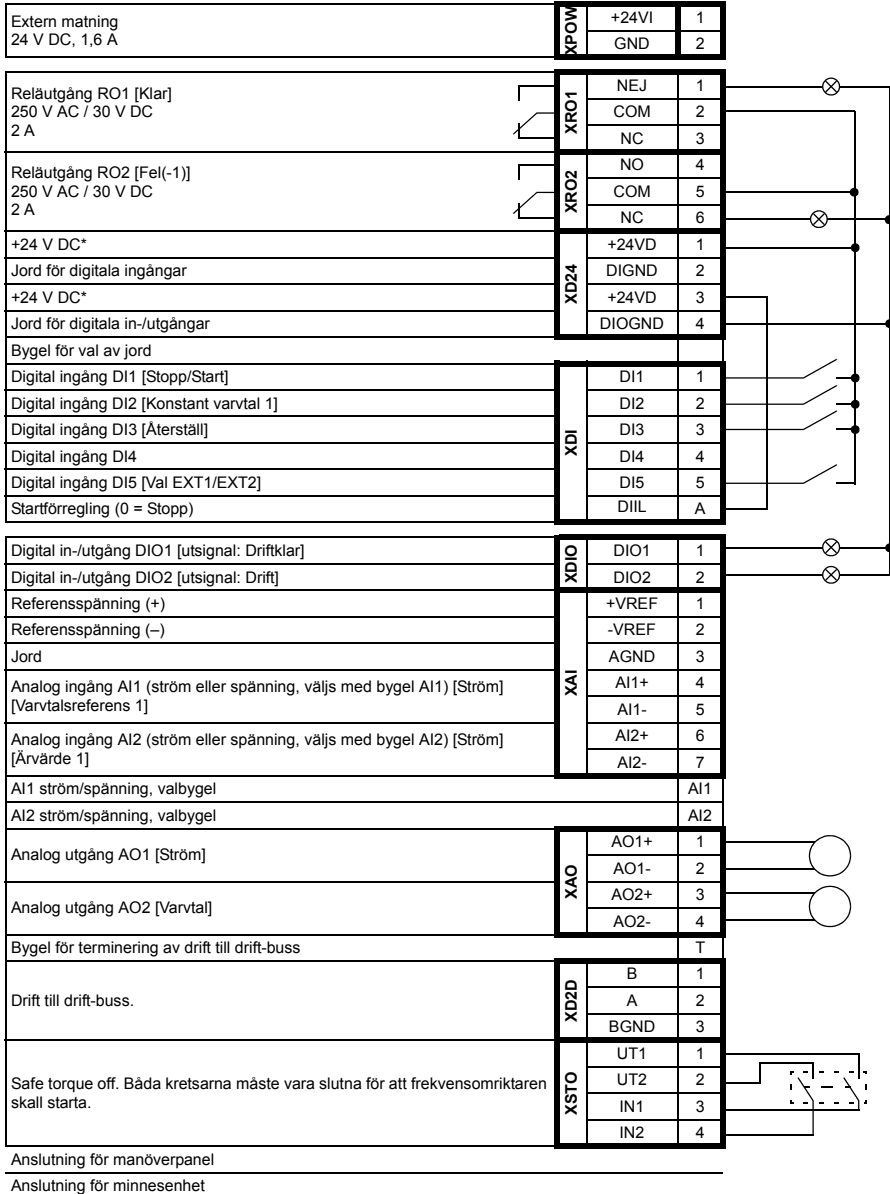 Extern matning
24 V DC, 1,6 A
XPOW
+24VI 1
GND 2
Reläutgång RO1 [Klar]
250 V AC / 30 V DC
2 A
XRO1
NEJ 1
COM 2
NC 3
Reläutgång RO2 [Fel(-1)]
250 V AC / 30 V DC
2 A
XRO2
NO 4
COM 5
NC 6
XD24
+24 V DC* +24VD 1
Jord för digitala ingångar DIGND 2
+24 V DC* +24VD 3
Jord för digitala in-/utgångar DIOGND 4
Bygel för val av jord
XDI
Digital ingång DI1 [Stopp/Start] DI1 1
Digital ingång DI2 [Konstant varvtal 1] DI2 2
Digital ingång DI3 [Återställ] DI3 3
Digital ingång DI4 DI4 4
Digital ingång DI5 [Val EXT1/EXT2] DI5 5
Startförregling (0 = Stopp) DIIL A
XDIO
Digital in-/utgång DIO1 [utsignal: Driftklar] DIO1 1
Digital in-/utgång DIO2 [utsignal: Drift] DIO2 2
XAI
Referensspänning (+) +VREF 1
Referensspänning (–) -VREF 2
Jord AGND 3
Analog ingång AI1 (ström eller spänning, väljs med bygel AI1) [Ström]
[Varvtalsreferens 1]
AI1+ 4
AI1- 5
Analog ingång AI2 (ström eller spänning, väljs med bygel AI2) [Ström]
[Ärvärde 1]
AI2+ 6
AI2- 7
AI1 ström/spänning, valbygel AI1
AI2 ström/spänning, valbygel AI2
XAO
Analog utgång AO1 [Ström]
AO1+ 1
AO1- 2
Analog utgång AO2 [Varvtal]
AO2+ 3
AO2- 4
Bygel för terminering av drift till drift-buss T
Drift till drift-buss.
XD2D
B 1
A 2
BGND 3
Safe torque off. Båda kretsarna måste vara slutna för att frekvensomriktaren
skall starta.
XSTO
UT1 1
UT2 2
IN1 3
IN2 4
Anslutning för manöverpanel
Anslutning för minnesenhet